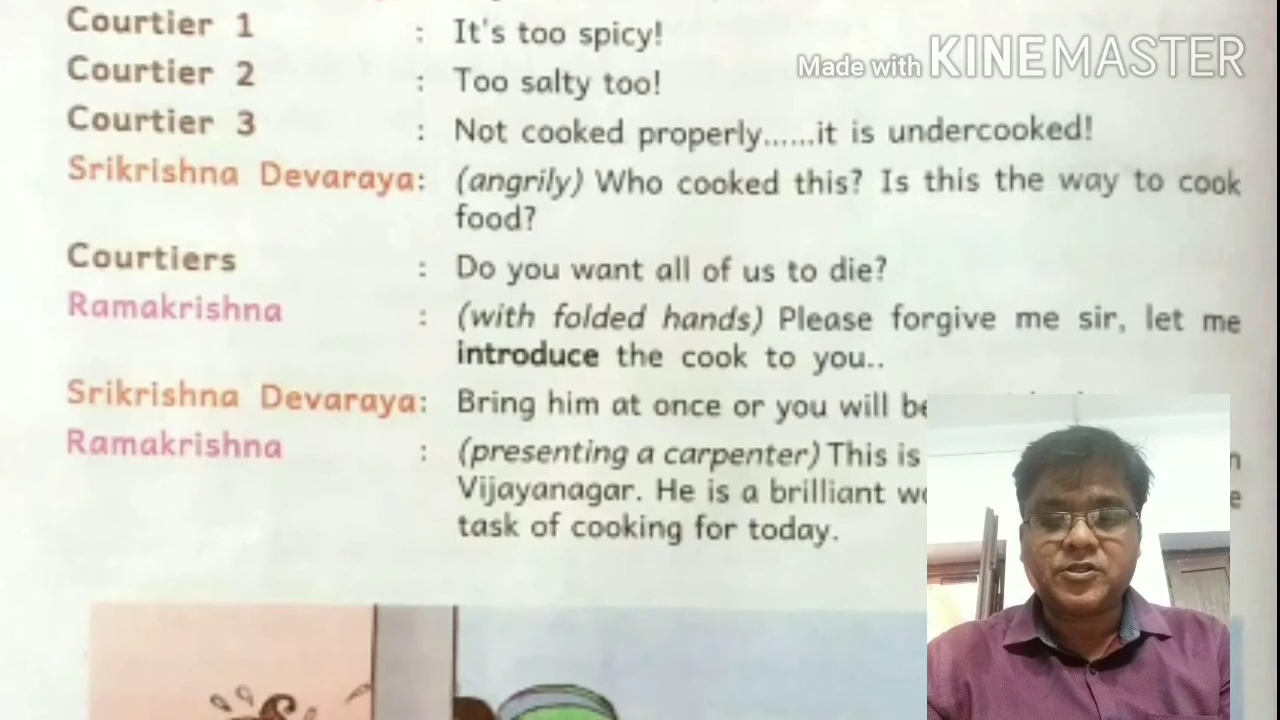 Courtier 1 : It's too spicy!
Made with KINEMASTER
Courtier 2 : Too salty too!
Courtier 3 : Not cooked properly......it is undercooked!
Srikrishna Devaraya: (angrily) Who cooked this? Is this the way to cook
food?
Courtiers : Do you want all of us to die?
Ramakrishna : (with folded hands) Please forgive me sir, let me
introduce the cook to you..
Srikrishna Devaraya: Bring him at once or you will be
Ramakrishna : (presenting a carpenter) This is
Vijayanagar. He is a brilliant
task of cooking for today.